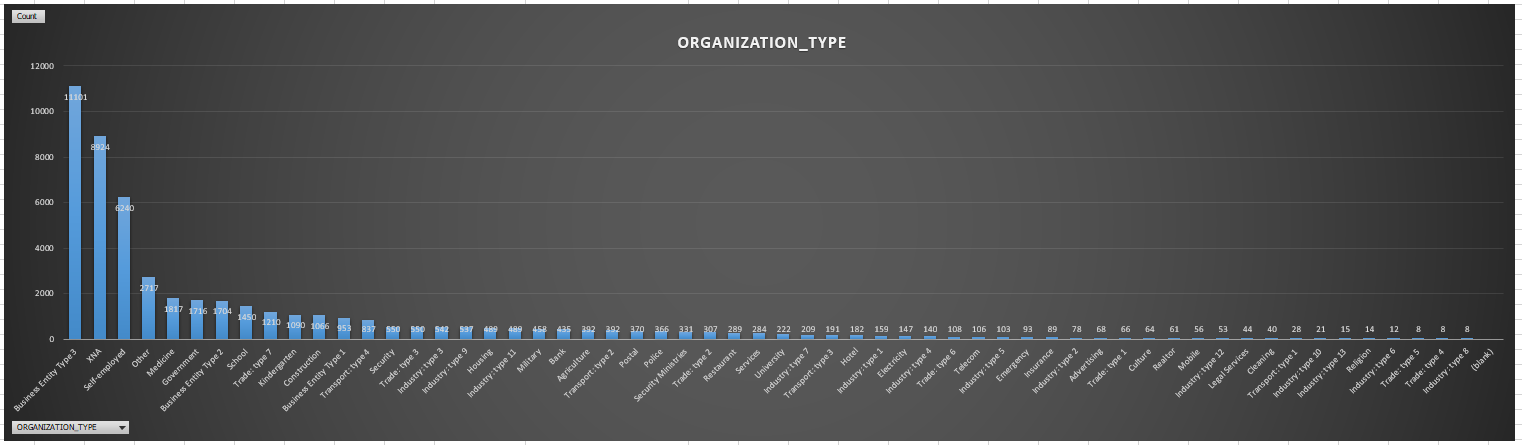 Count
ORGANIZATION_TYPE
12000
10000
8000
6000
4000
2000
0
11101
8924
6240
2717
1817
1716
1704
1450
1210
1090
1066
953
837
550
550
542
537
489
489
458
435
392
392
370
366
331
307
289
284
222
209
191
182
159
147
140
108
106
103
93
89
78
68
66
64
61
56
53
44
40
28
21
15
14
12
8
8
8
Business Entity Type 3
XNA
Self-employed
Other
Medicine
Government
Business Entity Type 2
School
Trade: type 7
Kindergarten
Construction
Business Entity Type 1
Transport: type 4
Security
Trade: type 3
Industry: type 3
Industry: type 9
Housing
Industry: type 11
Military
Bank
Agriculture
Transport: type 2
Postal
Police
Security Ministries
Trade: type 2
Restaurant
Services
University
Industry: type 7
Transport: type 3
Hotel
Industry: type 1
Electricity
Industry: type 4
Trade: type 6
Telecom
Industry: type 5
Emergency
Insurance
Industry: type 2
Advertising
Trade: type 1
Culture
Realtor
Mobile
Industry: type 12
Legal Services
Cleaning
Transport: type 1
Industry: type 10
Industry: type 13
Religion
Industry: type 6
Trade: type 5
Trade: type 4
Industry: type 8
(blank)
ORGANIZATION_TYPE